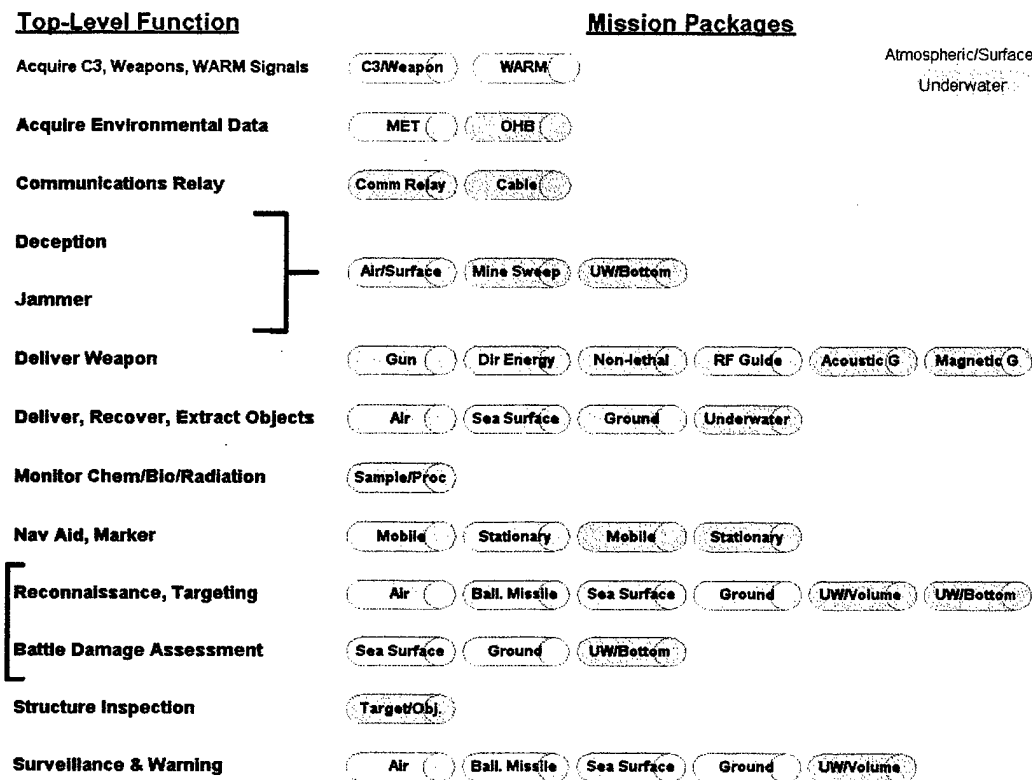 Top-Level Function Mission Packages
Atmospheric/Surface
Underwater
Acquire C3, Weapons, WARM Signals C3/Weapon WARM
Acquire Environmental Data MET OHB
Communications Relay Comm Relay Cable
Deception
Air/Surface Mine Sweep UW/Bottom
Jammer
Deliver Weapon Gun Dir Energy Non-lethal RF Guide Acoustic G Magnetic G
Deliver, Recover, Extract Objects Air Sea Surface Ground Underwater
Monitor Chem/Bio/Radiation Sample/Proc
Nav Aid, Marker Mobile Stationary Mobile Stationary
Reconnaissance, Targeting Air Ball. Missile Sea Surface Ground UW/Volume UW/Bottom
Battle Damage Assessment Sea Surface Ground UW/Bottom
Structure Inspection Target/Obj.
Surveillance & Warning Air Ball. Missile Sea Surface Ground UW/Volume